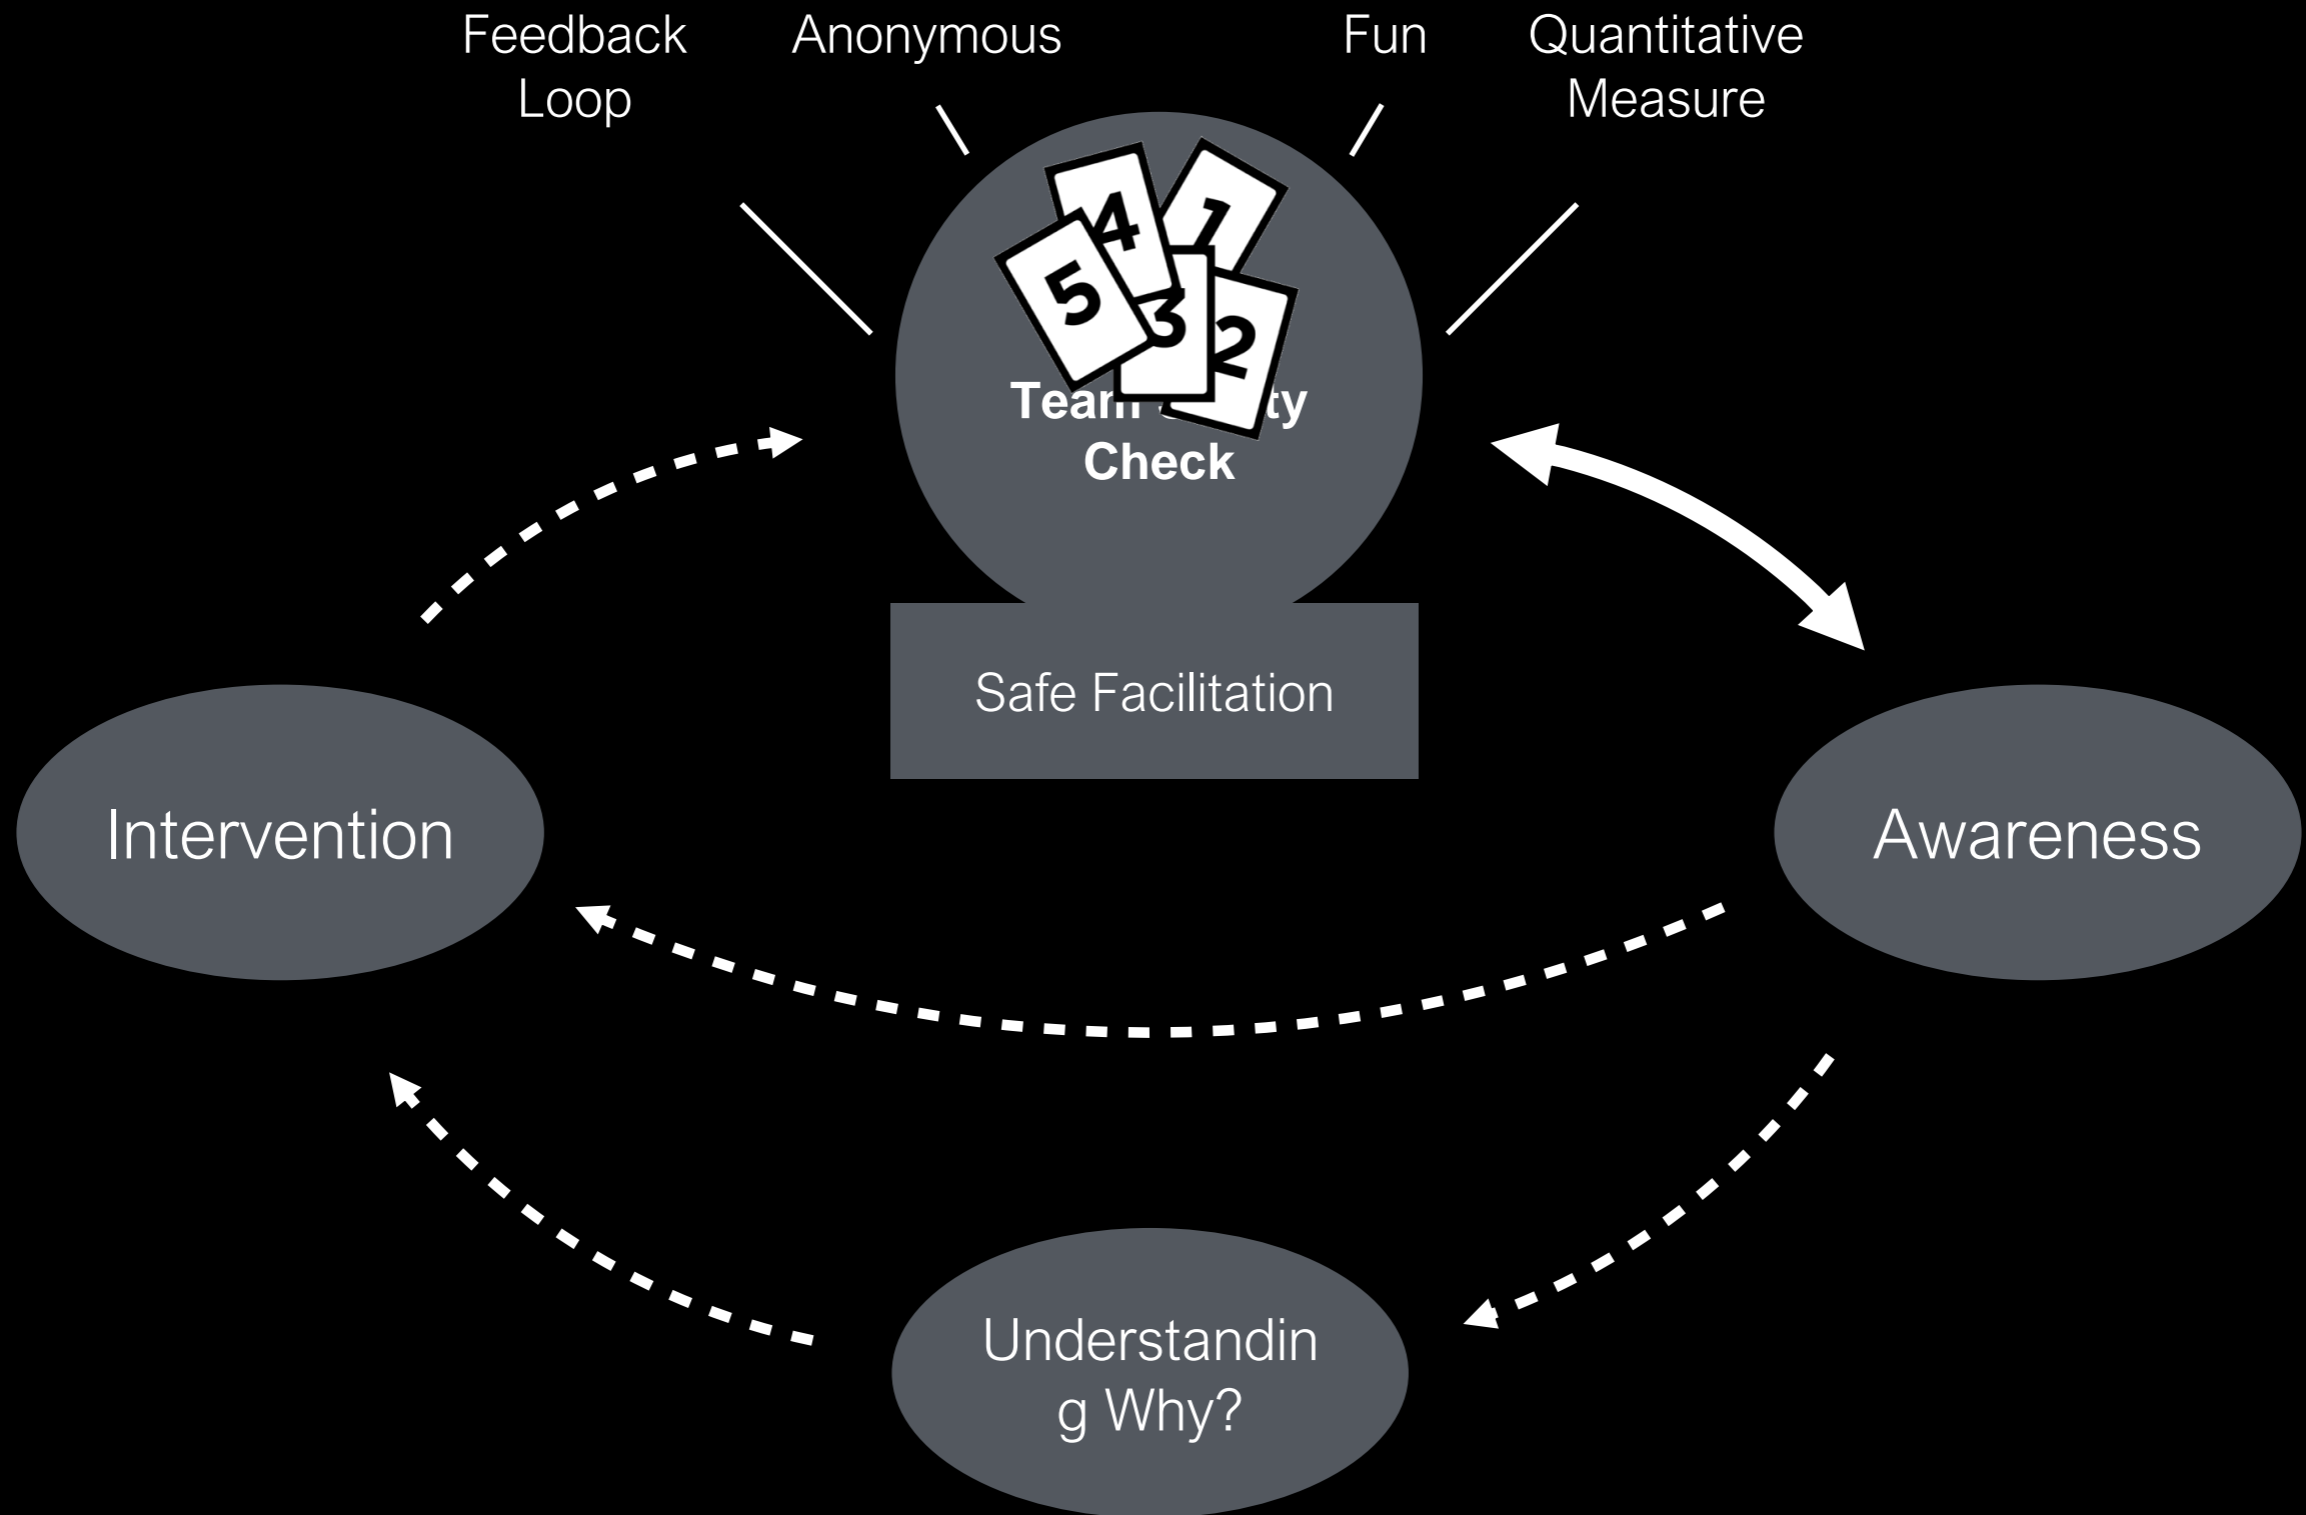 Feedback
Loop
Anonymous
Fun
Quantitative
Measure
4
1
5
3
2
Team
Check
Safe Facilitation
Intervention
Awareness
Understandin
g Why?